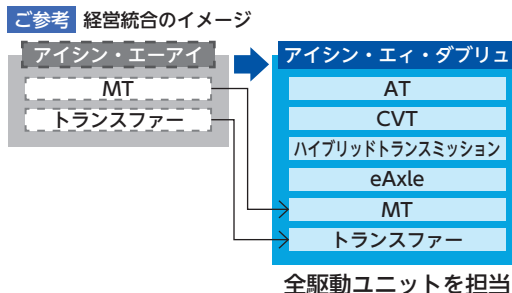 ご参考 経営統合のイメージ
アイシン・エーアイ
MT
トランスファー
アイシン・エィ・ダブリュ
AT
CVT
ハイブリッドトランスミッション
eAxle
MT
トランスファー
全駆動ユニットを担当